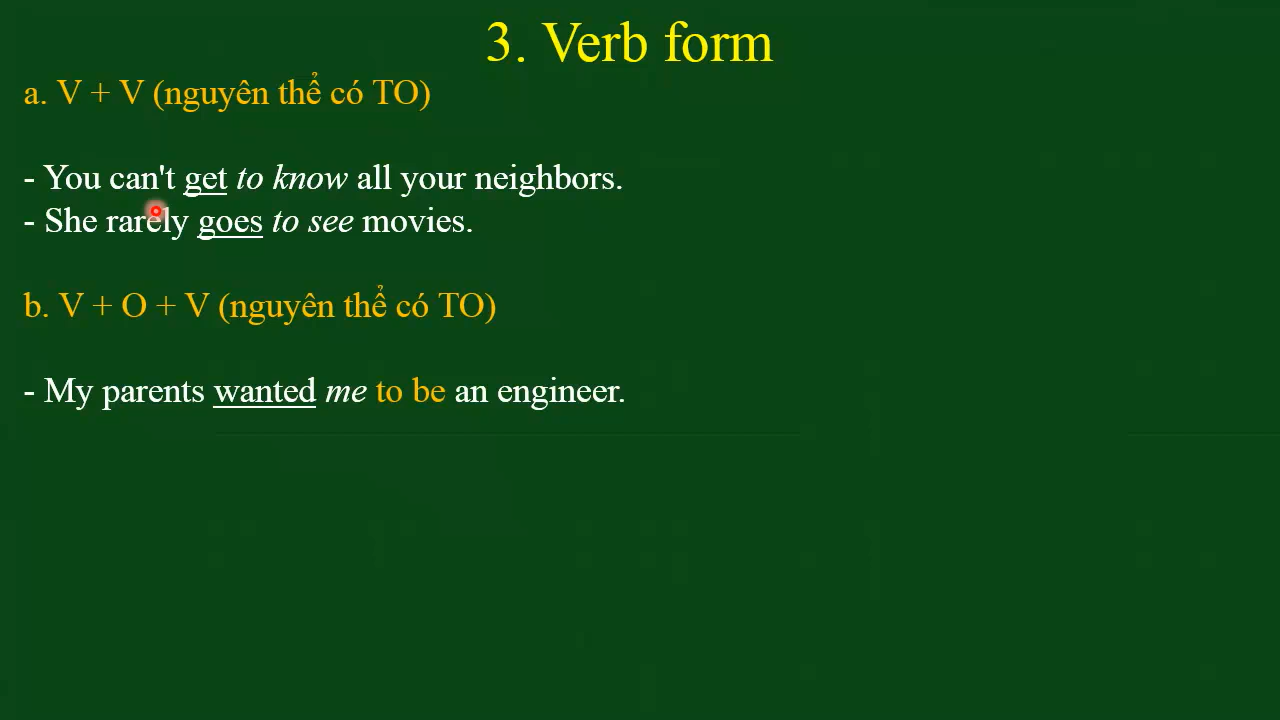 3. Verb form
a. V + V (nguyên thể có TO)
- You can't get to know all your neighbors.
- She rarely goes to see movies.
b. V + O + V (nguyên thể có TO)
- My parents wanted me to be an engineer.